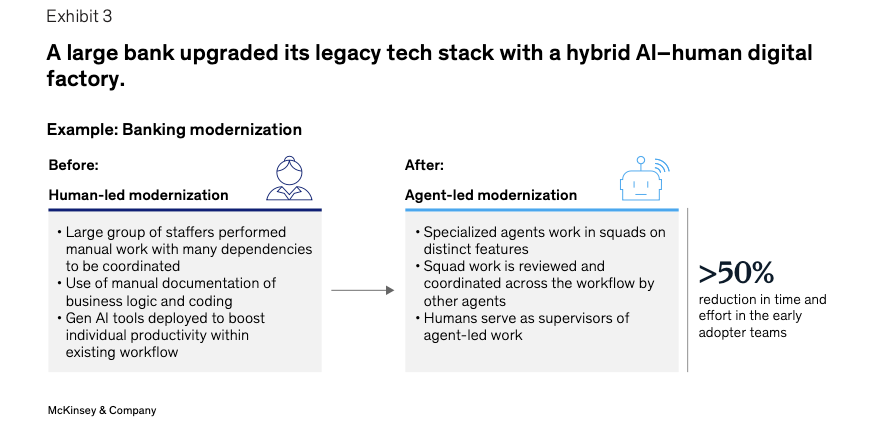 Exhibit 3
A large bank upgraded its legacy tech stack with a hybrid AI–human digital
factory.
Example: Banking modernization
Before:
Human-led modernization
• Large group of staffers performed
manual work with many dependencies
to be coordinated
• Use of manual documentation of
business logic and coding
• Gen AI tools deployed to boost
individual productivity within
existing workflow
After:
Agent-led modernization
• Specialized agents work in squads on
distinct features
• Squad work is reviewed and
coordinated across the workflow by
other agents
• Humans serve as supervisors of
agent-led work
>50%
reduction in time and
effort in the early
adopter teams
McKinsey & Company